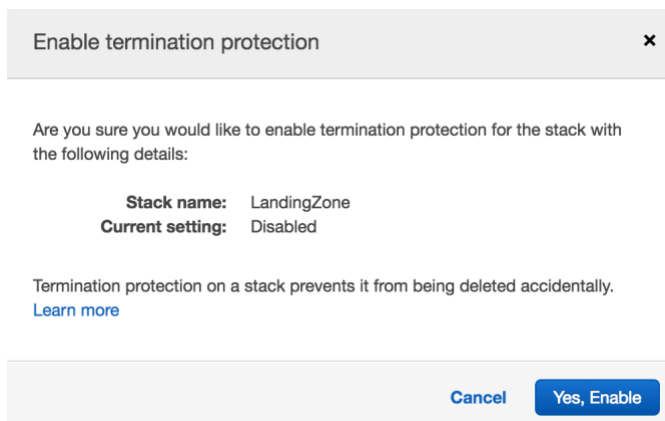 Enable termination protection ×
Are you sure you would like to enable termination protection for the stack with
the following details:
Stack name: LandingZone
Current setting: Disabled
Termination protection on a stack prevents it from being deleted accidentally.
Learn more
Cancel Yes, Enable